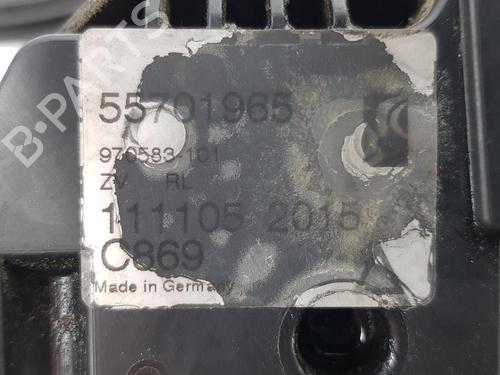 B-PARTS
55701965
970583-101
ZV RL
111105 2015
C869
Made in Germany